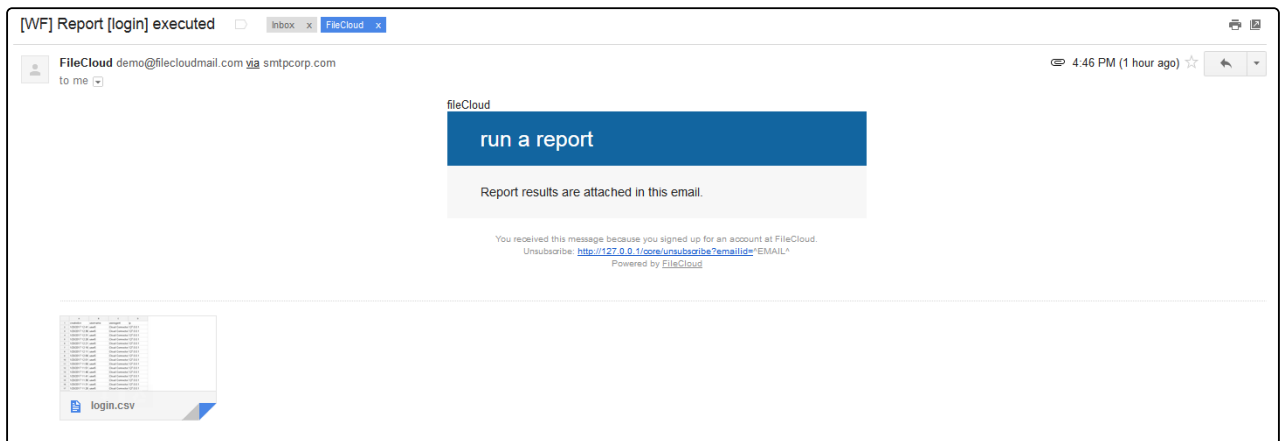 [WF] Report [login] executed Inbox x FileCloud x
FileCloud demo@filecloudmail.com via smtpcorp.com 4:46 PM (1 hour ago)
to me
fileCloud
run a report
Report results are attached in this email.
You received this message because you signed up for an account at FileCloud.
Unsubscribe: http://127.0.0.1/core/unsubscribe?emailid=^EMAIL^
Powered by FileCloud
login.csv